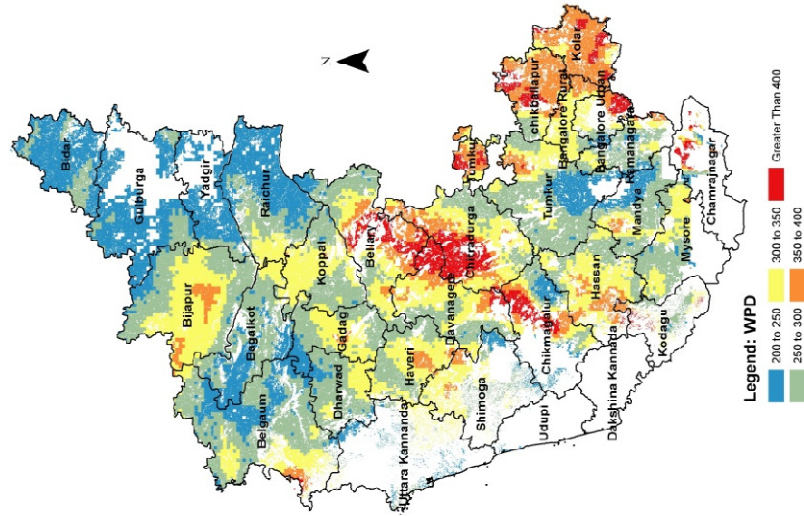 N
Bidar
Gulburga
Bijapur
Yadgir
Bagalkot
Belgaum
Raichur
Koppal
Dharwad
Gadag
Bellary
Uttara Kannanda
Haveri
Davanagere
Tumkur
Chitradurga
Shimoga
chikballapur
Udupi
Chikmagalur
Tumkur
Bangalore Rural
Kolar
Hassan
Bangalore Urban
Dakshina Kannada
Ramanagara
Mandya
Kodagu
Mysore
Chamrajnagar
Legend: WPD
200 to 250
300 to 350
Greater Than 400
250 to 300
350 to 400